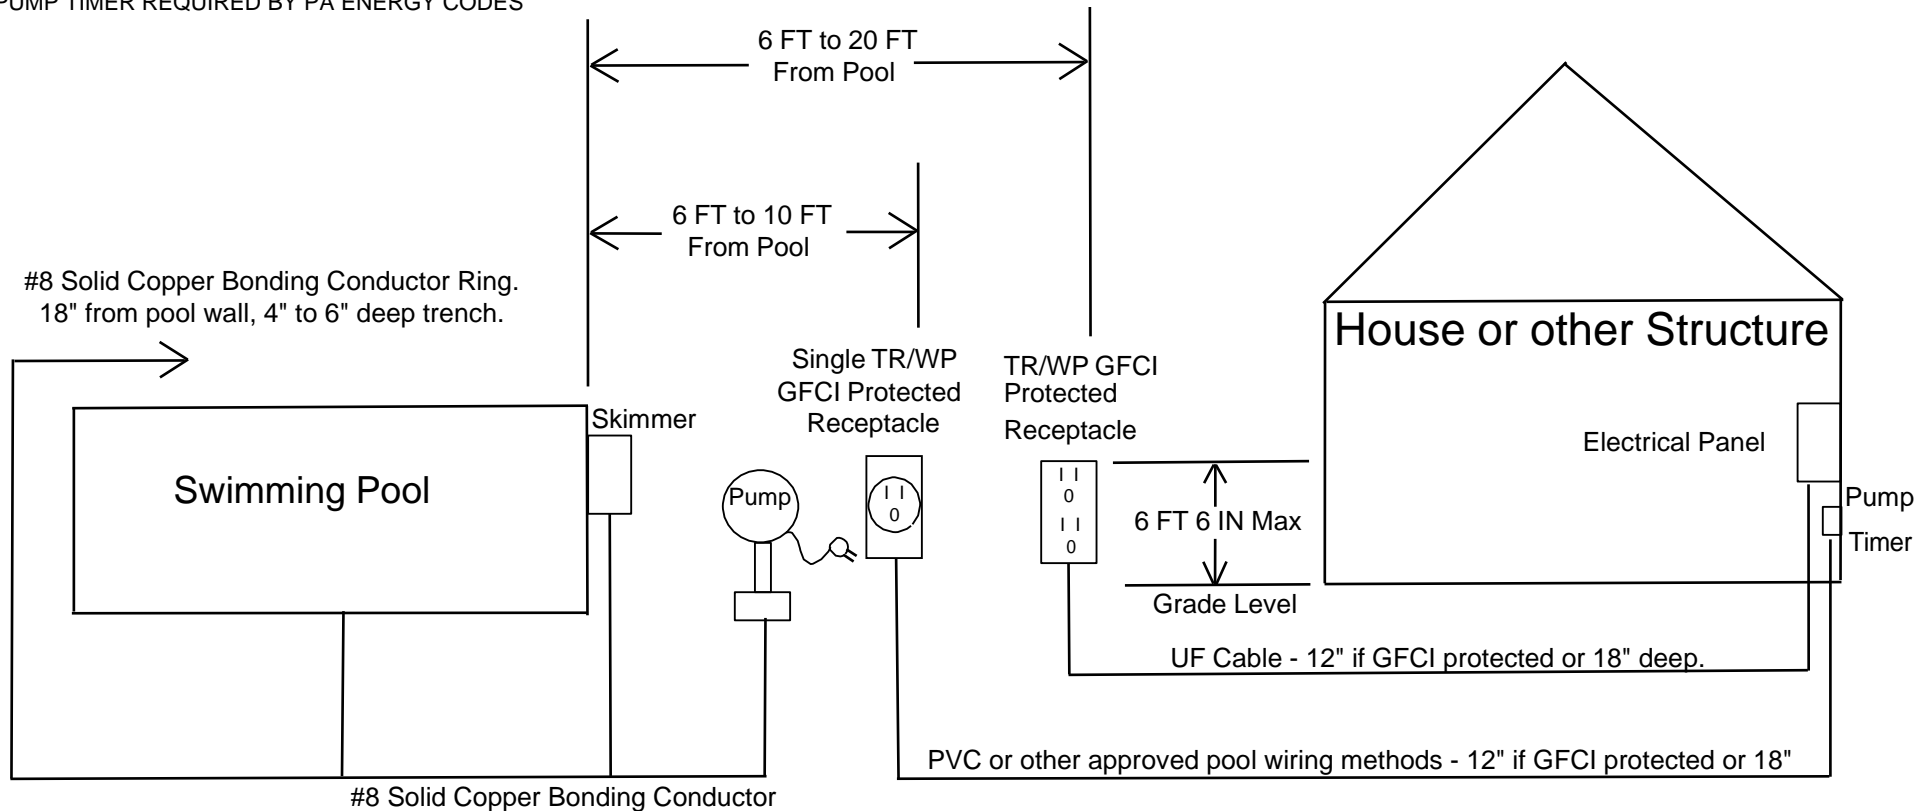 PUMP TIMER REQUIRED BY PA ENERGY CODES
6 FT to 20 FT
From Pool
6 FT to 10 FT
From Pool
#8 Solid Copper Bonding Conductor Ring.
18" from pool wall, 4" to 6" deep trench.
House or other Structure
Single TR/WP
GFCI Protected
Receptacle
TR/WP GFCI
Protected
Receptacle
Skimmer
Swimming Pool
Pump
Electrical Panel
Pump
Timer
6 FT 6 IN Max
Grade Level
UF Cable - 12" if GFCI protected or 18" deep.
PVC or other approved pool wiring methods - 12" if GFCI protected or 18"
#8 Solid Copper Bonding Conductor